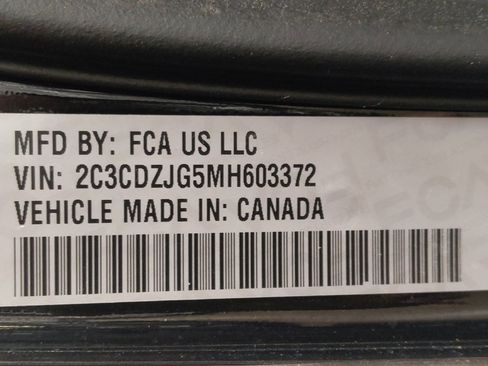 MFD BY: FCA US LLC
VIN: 2C3CDZJG5MH603372
VEHICLE MADE IN: CANADA